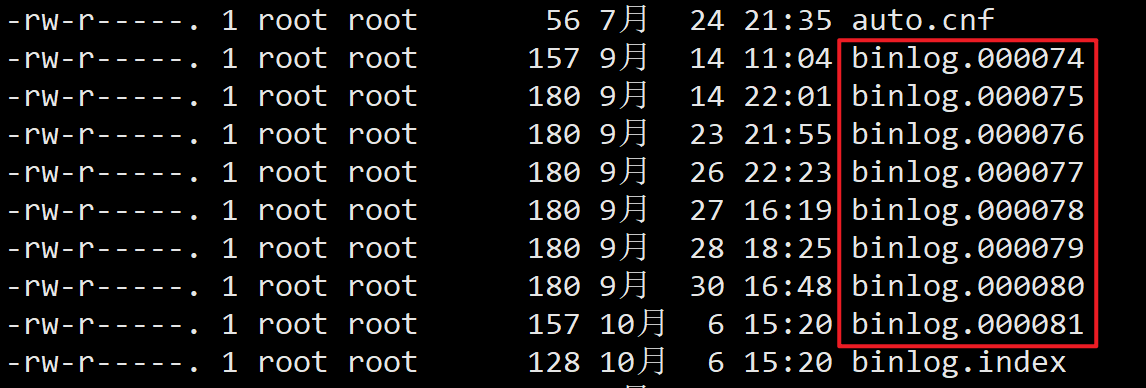 -rw-r-----. 1 root root 56 7月 24 21:35 auto.cnf
-rw-r-----. 1 root root 157 9月 14 11:04 binlog.000074
-rw-r-----. 1 root root 180 9月 14 22:01 binlog.000075
-rw-r-----. 1 root root 180 9月 23 21:55 binlog.000076
-rw-r-----. 1 root root 180 9月 26 22:23 binlog.000077
-rw-r-----. 1 root root 180 9月 27 16:19 binlog.000078
-rw-r-----. 1 root root 180 9月 28 18:25 binlog.000079
-rw-r-----. 1 root root 180 9月 30 16:48 binlog.000080
-rw-r-----. 1 root root 157 10月 6 15:20 binlog.000081
-rw-r-----. 1 root root 128 10月 6 15:20 binlog.index